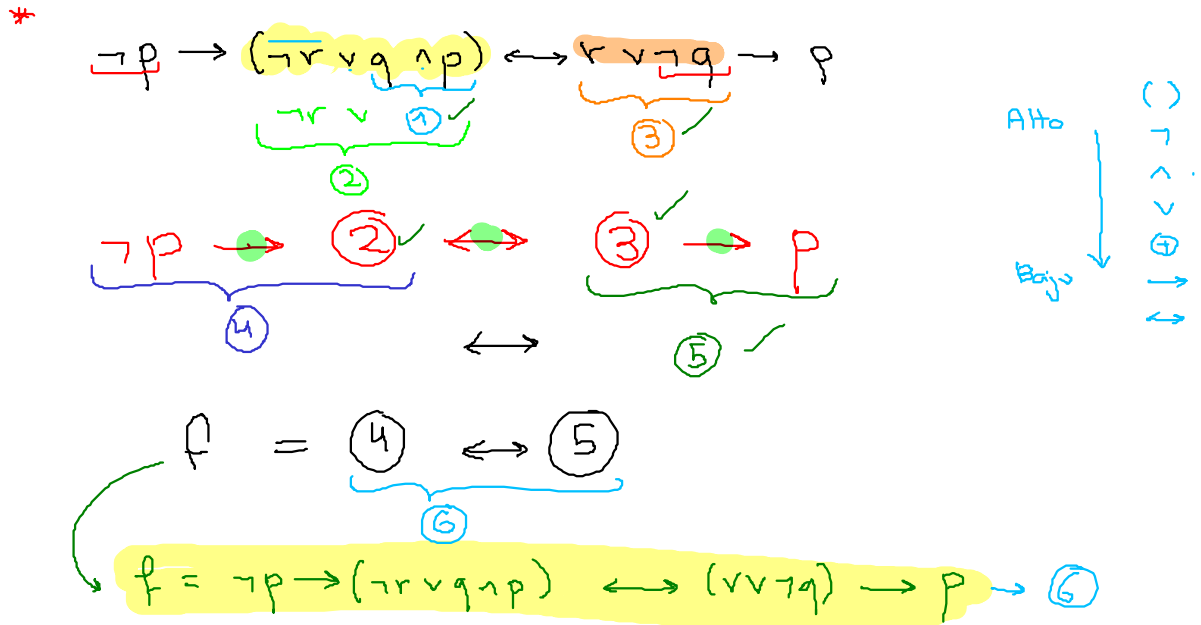 *
¬p → (¬r ∨ q ∧ p) ↔ r ∨ ¬q → p
¬r ∨ 1 ✓
2
3 ✓
Alto
( )
¬
∧
∨
⊕
→
↔
Bajo
¬p → 2 ✓ ↔ 3 ✓ → p
4 ↔ 5 ✓
f = 4 ↔ 5
6
f = ¬p → (¬r ∨ q ∧ p) ↔ (r ∨ ¬q) → p → 6